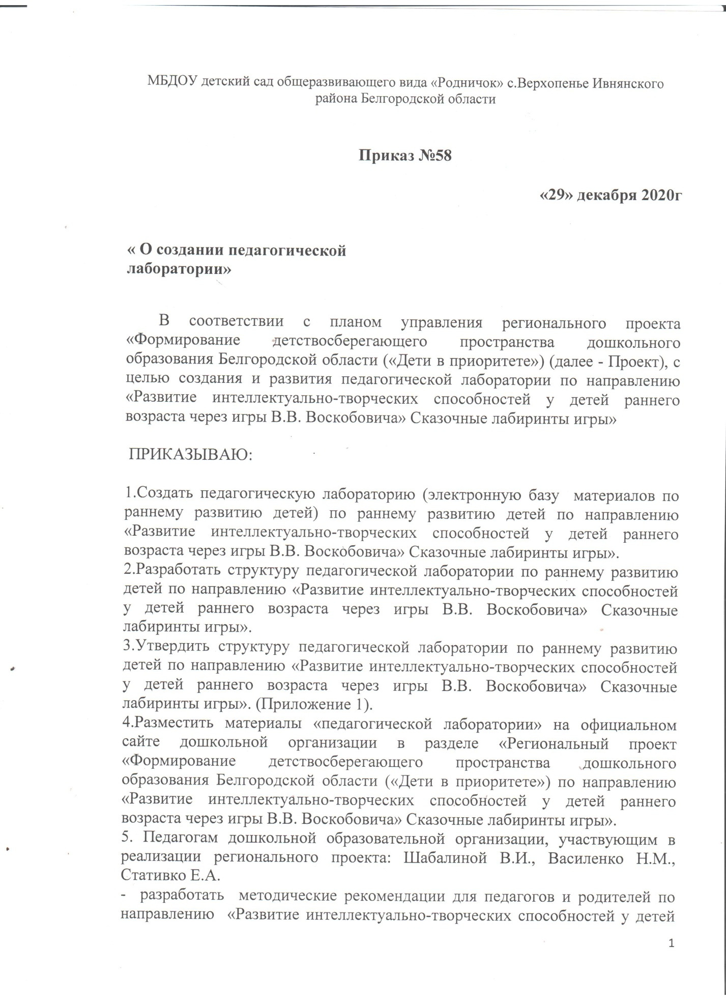 МБДОУ детский сад общеразвивающего вида «Родничок» с.Верхопенье Ивнянского
района Белгородской области
Приказ №58
«29» декабря 2020г
« О создании педагогической
лаборатории»
В соответствии с планом управления регионального проекта
«Формирование детствосберегающего пространства дошкольного
образования Белгородской области («Дети в приоритете») (далее - Проект), с
целью создания и развития педагогической лаборатории по направлению
«Развитие интеллектуально-творческих способностей у детей раннего
возраста через игры В.В. Воскобовича» Сказочные лабиринты игры»
ПРИКАЗЫВАЮ:
1.Создать педагогическую лабораторию (электронную базу материалов по
раннему развитию детей) по раннему развитию детей по направлению
«Развитие интеллектуально-творческих способностей у детей раннего
возраста через игры В.В. Воскобовича» Сказочные лабиринты игры».
2.Разработать структуру педагогической лаборатории по раннему развитию
детей по направлению «Развитие интеллектуально-творческих способностей
у детей раннего возраста через игры В.В. Воскобовича» Сказочные
лабиринты игры».
3.Утвердить структуру педагогической лаборатории по раннему развитию
детей по направлению «Развитие интеллектуально-творческих способностей
у детей раннего возраста через игры В.В. Воскобовича» Сказочные
лабиринты игры». (Приложение 1).
4.Разместить материалы «педагогической лаборатории» на официальном
сайте дошкольной организации в разделе «Региональный проект
«Формирование детствосберегающего пространства дошкольного
образования Белгородской области («Дети в приоритете») по направлению
«Развитие интеллектуально-творческих способностей у детей раннего
возраста через игры В.В. Воскобовича» Сказочные лабиринты игры».
5. Педагогам дошкольной образовательной организации, участвующим в
реализации регионального проекта: Шабалиной В.И., Василенко Н.М.,
Стативко Е.А.
- разработать методические рекомендации для педагогов и родителей по
направлению «Развитие интеллектуально-творческих способностей у детей
1